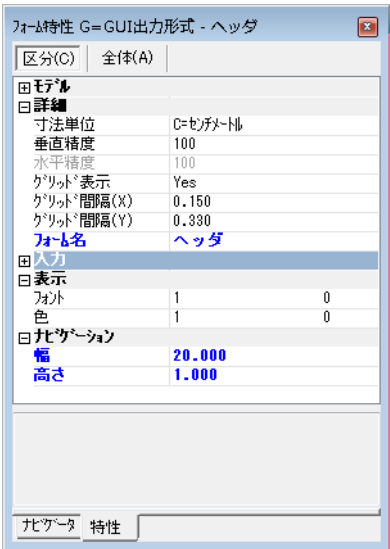 ﾌｫｰﾑ特性 G=GUI出力形式 - ヘッダ
区分(C) 全体(A)
ﾓﾃﾞﾙ
詳細
寸法単位 C=ｾﾝﾁﾒｰﾄﾙ
垂直精度 100
水平精度 100
ｸﾞﾘｯﾄﾞ表示 Yes
ｸﾞﾘｯﾄﾞ間隔(X) 0.150
ｸﾞﾘｯﾄﾞ間隔(Y) 0.330
ﾌｫｰﾑ名 ヘッダ
入力
表示
ﾌｫﾝﾄ 1 0
色 1 0
ﾅﾋﾞｹﾞｰｼｮﾝ
幅 20.000
高さ 1.000
ﾅﾋﾞｹﾞｰﾀ 特性